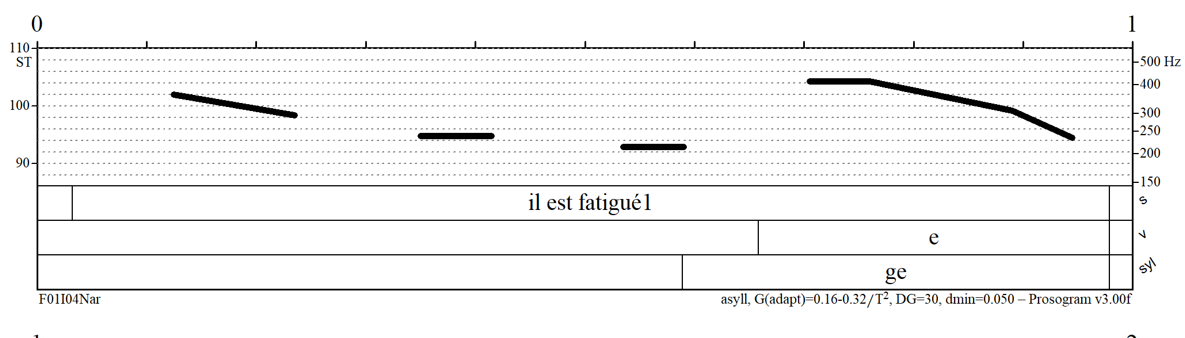 0 1
110
ST
100
90
500 Hz
400
300
250
200
150
il est fatigué1
s
e
v
ge
syl
F01I04Nar
asyll, G(adapt)=0.16-0.32/T², DG=30, dmin=0.050 – Prosogram v3.00f